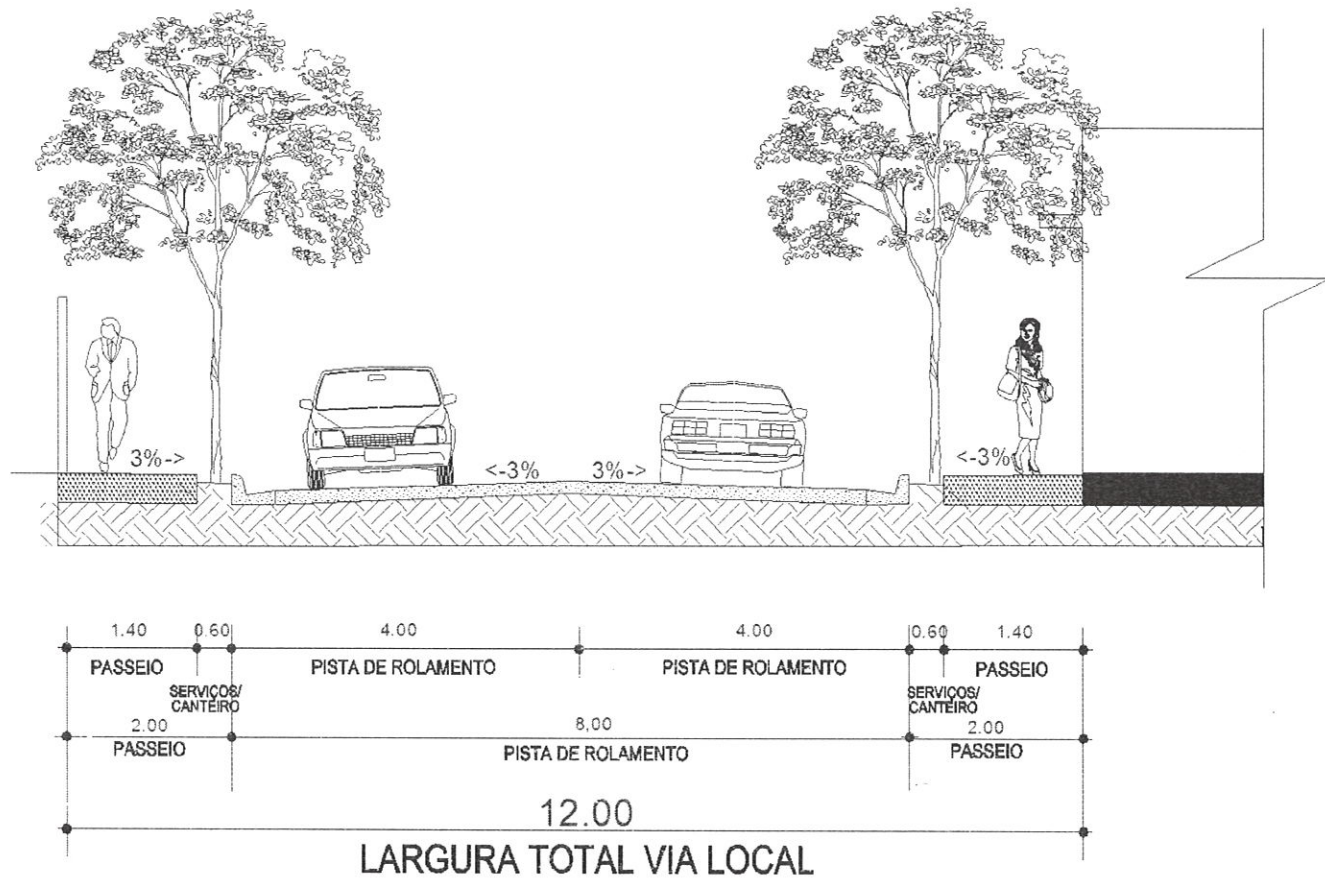 3%-> <-3% 3%-> <-3%
1.40 0.60 4.00 4.00 0.60 1.40
PASSEIO PISTA DE ROLAMENTO PISTA DE ROLAMENTO PASSEIO
SERVIÇOS/ SERVIÇOS/
CANTEIRO CANTEIRO
2.00 8,00 2.00
PASSEIO PISTA DE ROLAMENTO PASSEIO
12.00
LARGURA TOTAL VIA LOCAL